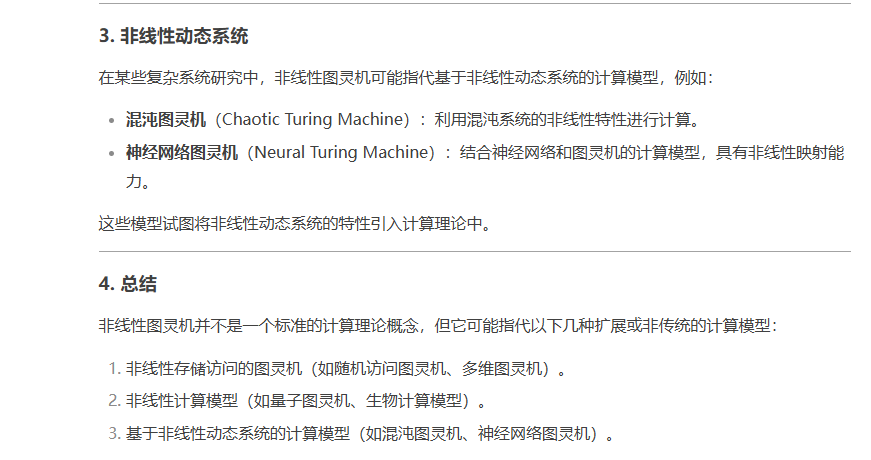 3. 非线性动态系统
在某些复杂系统研究中，非线性图灵机可能指代基于非线性动态系统的计算模型，例如：
• 混沌图灵机（Chaotic Turing Machine）：利用混沌系统的非线性特性进行计算。
• 神经网络图灵机（Neural Turing Machine）：结合神经网络和图灵机的计算模型，具有非线性映射能
力。
这些模型试图将非线性动态系统的特性引入计算理论中。
4. 总结
非线性图灵机并不是一个标准的计算理论概念，但它可能指代以下几种扩展或非传统的计算模型：
1. 非线性存储访问的图灵机（如随机访问图灵机、多维图灵机）。
2. 非线性计算模型（如量子图灵机、生物计算模型）。
3. 基于非线性动态系统的计算模型（如混沌图灵机、神经网络图灵机）。